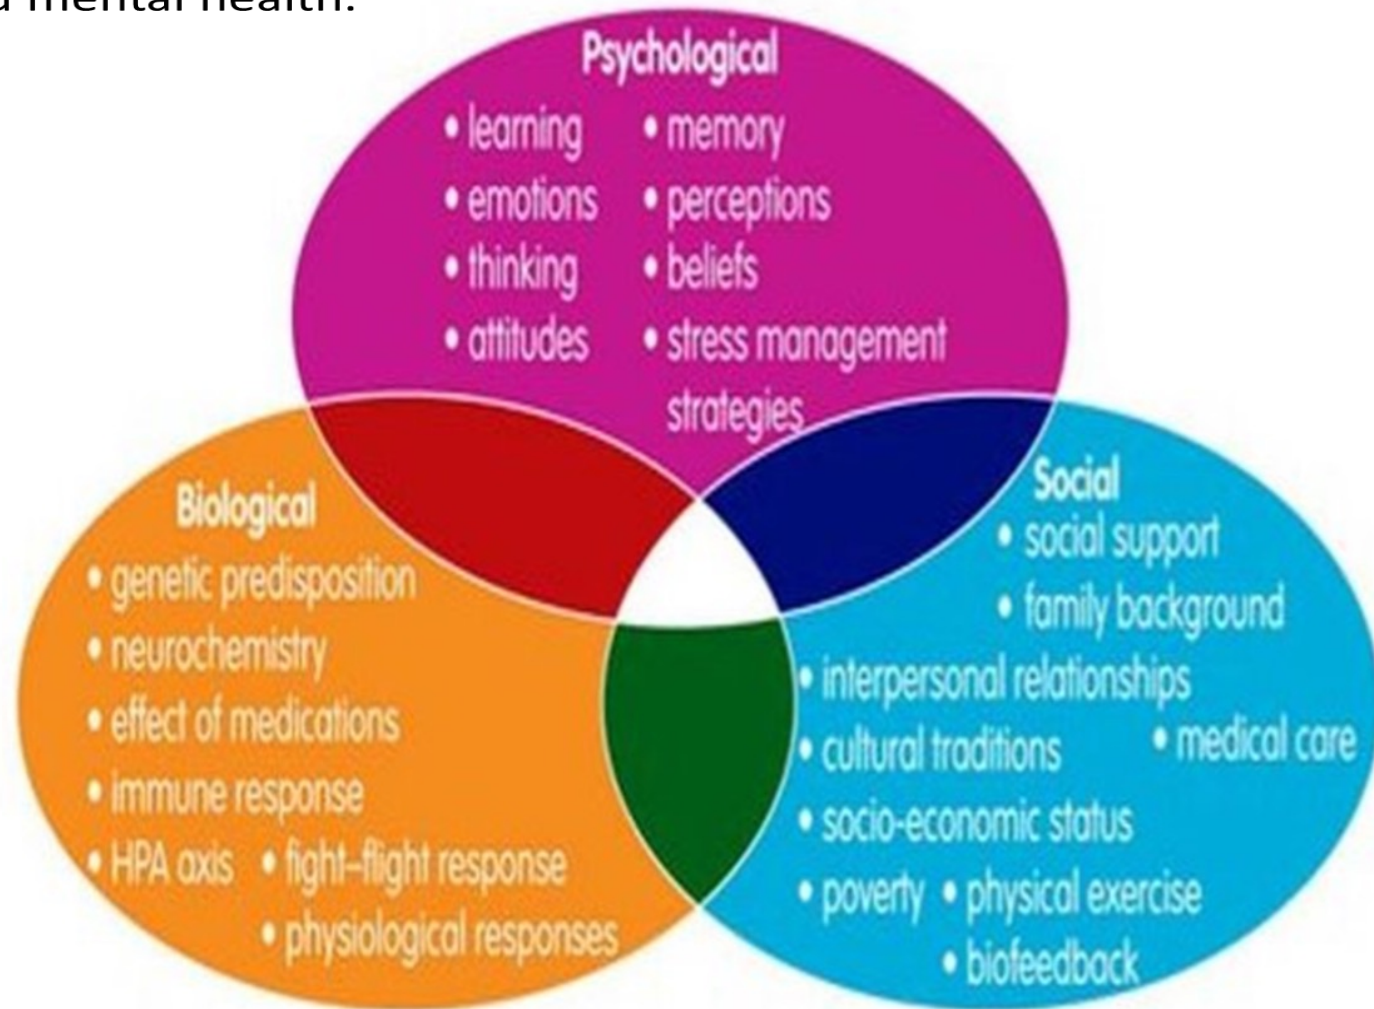 d mental health.
Psychological
• learning • memory
• emotions • perceptions
• thinking • beliefs
• attitudes • stress management
strategies
Biological
• genetic predisposition
• neurochemistry
• effect of medications
• immune response
• HPA axis • fight–flight response
• physiological responses
Social
• social support
• family background
• interpersonal relationships
• cultural traditions • medical care
• socio-economic status
• poverty • physical exercise
• biofeedback